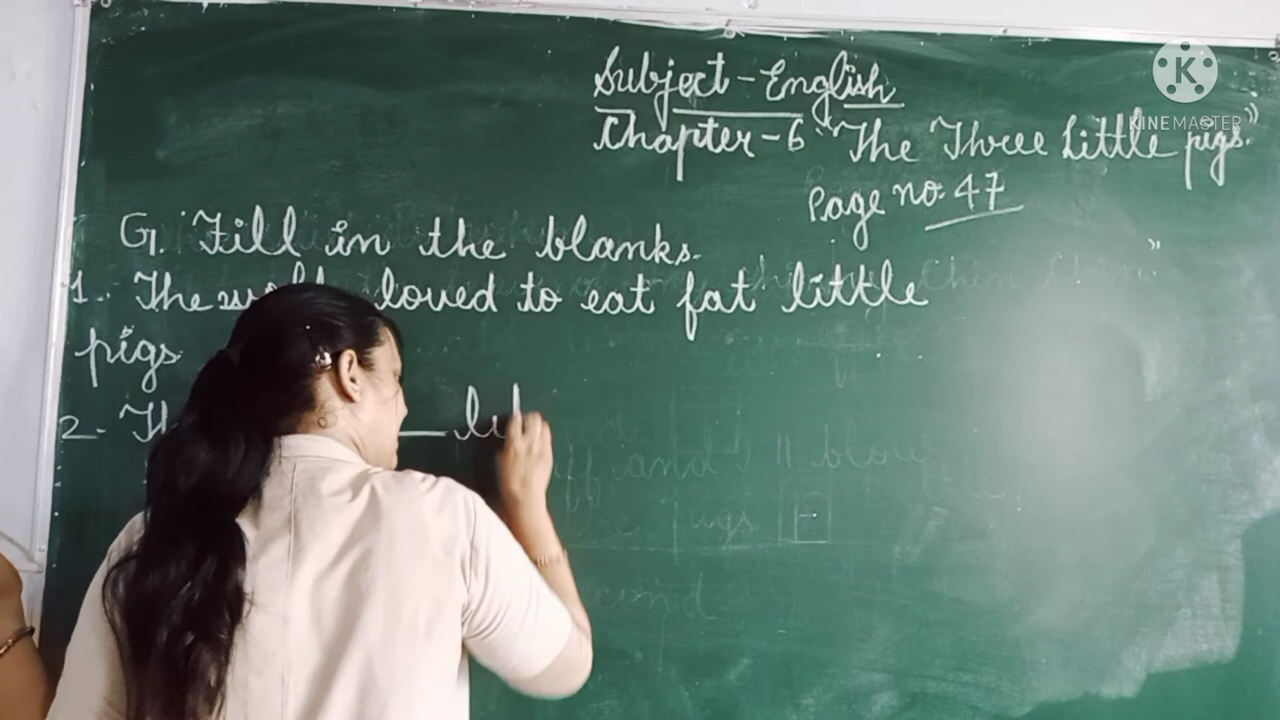 Subject - English
KINEMASTER
Chapter - 6 "The Three Little pigs."
Page no. 47
G. Fill in the blanks.
1. The wolf loved to eat fat little
pigs
2.